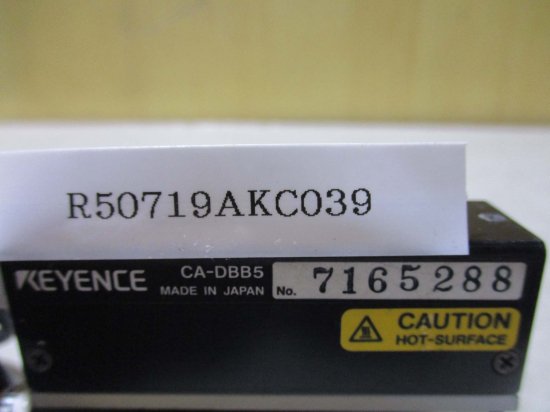 R50719AKC039
KEYENCE CA-DBB5
MADE IN JAPAN No. 7165288
CAUTION
HOT-SURFACE